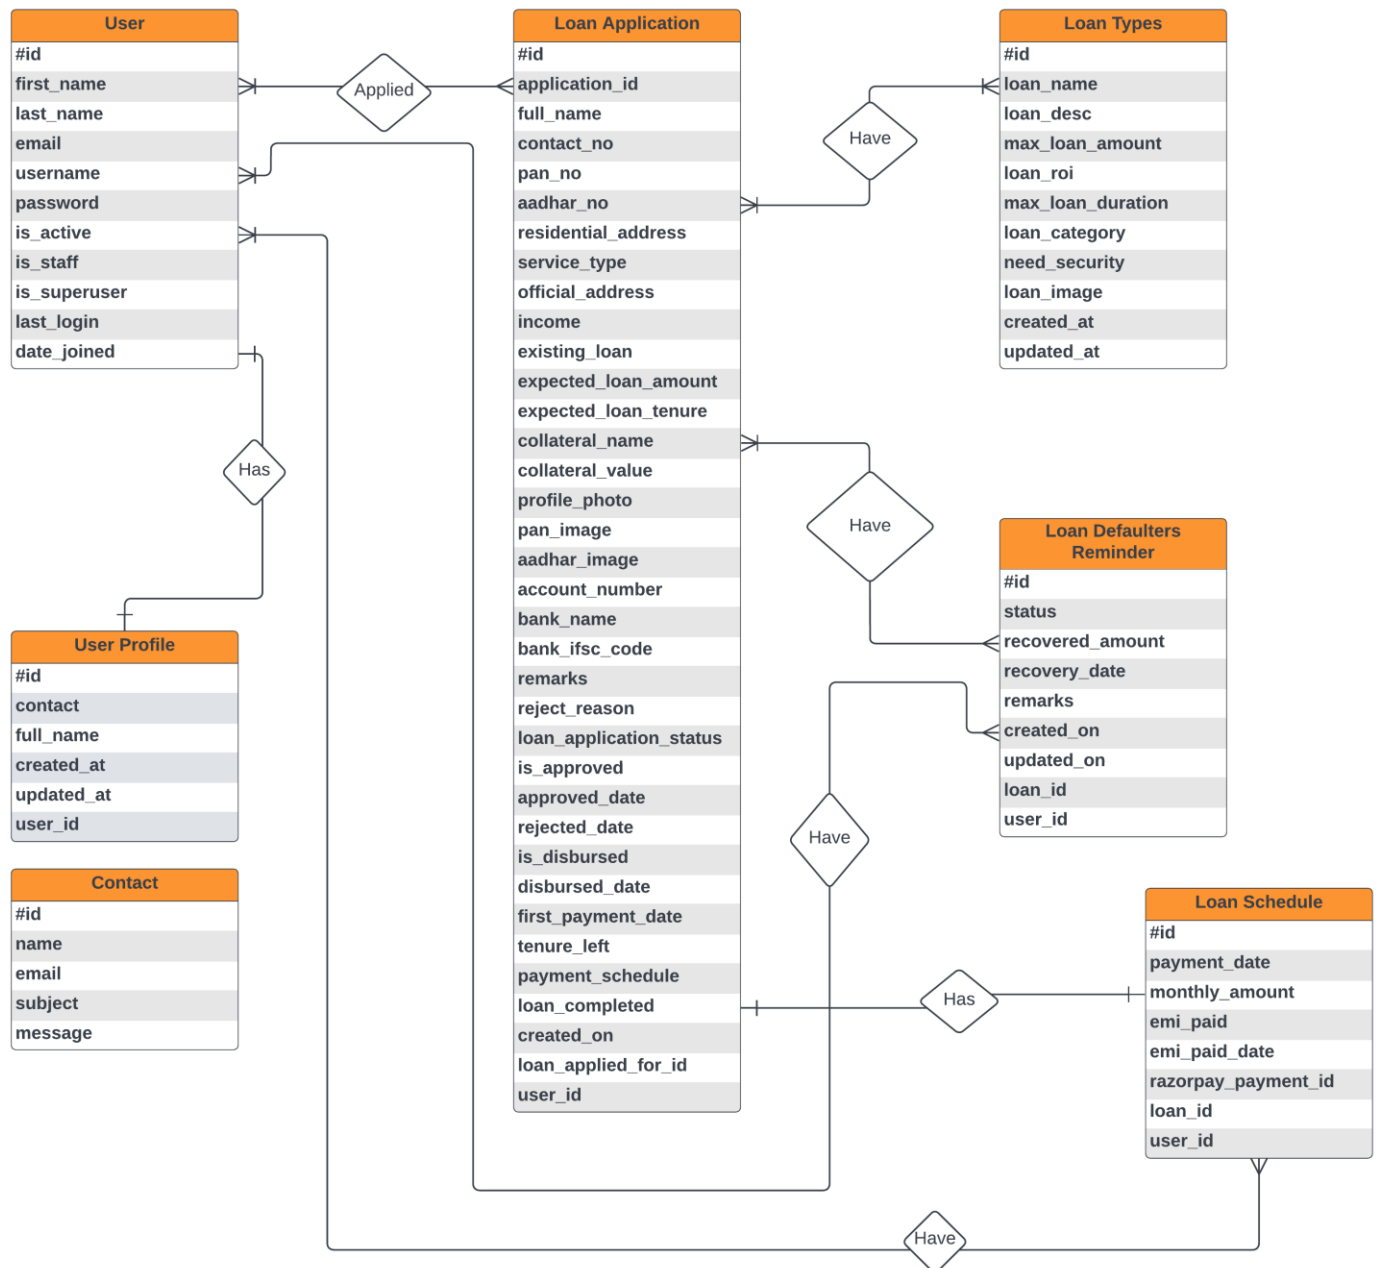 User
#id
first_name
last_name
email
username
password
is_active
is_staff
is_superuser
last_login
date_joined
Applied
Loan Application
#id
application_id
full_name
contact_no
pan_no
aadhar_no
residential_address
service_type
official_address
income
existing_loan
expected_loan_amount
expected_loan_tenure
collateral_name
collateral_value
profile_photo
pan_image
aadhar_image
account_number
bank_name
bank_ifsc_code
remarks
reject_reason
loan_application_status
is_approved
approved_date
rejected_date
is_disbursed
disbursed_date
first_payment_date
tenure_left
payment_schedule
loan_completed
created_on
loan_applied_for_id
user_id
Have
Loan Types
#id
loan_name
loan_desc
max_loan_amount
loan_roi
max_loan_duration
loan_category
need_security
loan_image
created_at
updated_at
Has
User Profile
#id
contact
full_name
created_at
updated_at
user_id
Contact
#id
name
email
subject
message
Have
Loan Defaulters
Reminder
#id
status
recovered_amount
recovery_date
remarks
created_on
updated_on
loan_id
user_id
Have
Has
Loan Schedule
#id
payment_date
monthly_amount
emi_paid
emi_paid_date
razorpay_payment_id
loan_id
user_id
Have